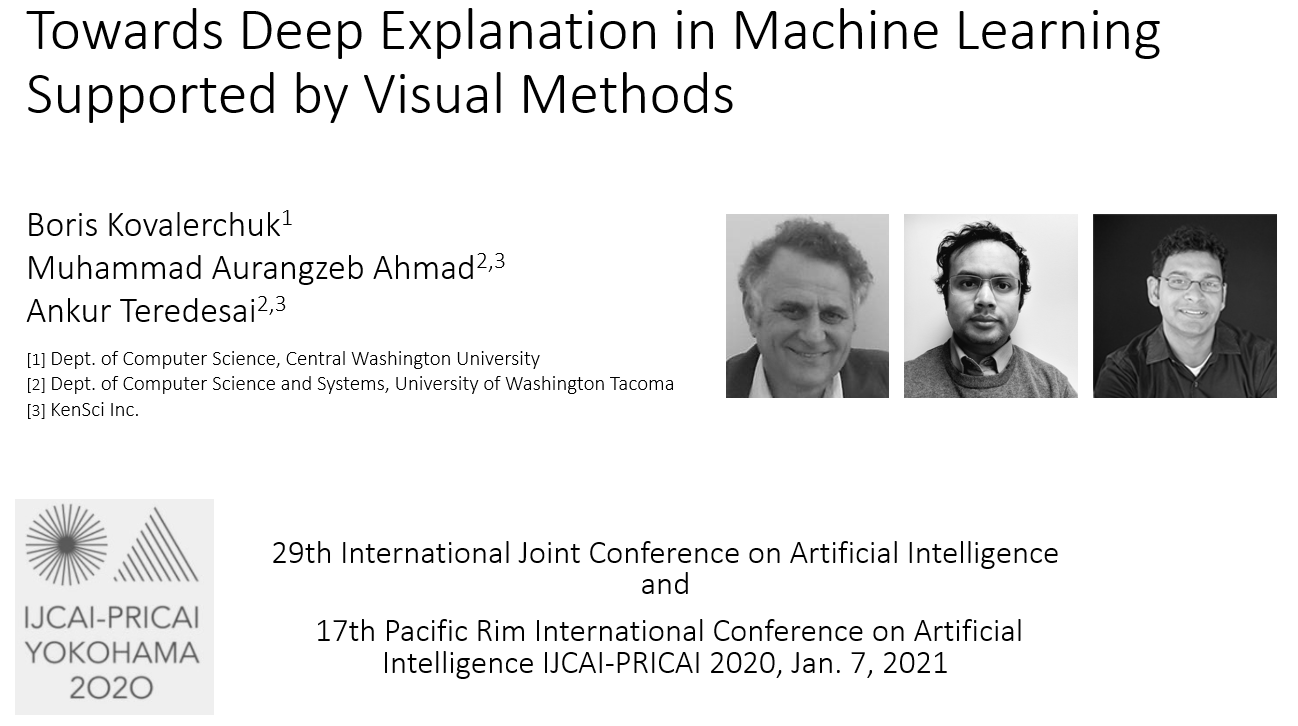 Towards Deep Explanation in Machine Learning
Supported by Visual Methods
Boris Kovalerchuk1
Muhammad Aurangzeb Ahmad2,3
Ankur Teredesai2,3
[1] Dept. of Computer Science, Central Washington University
[2] Dept. of Computer Science and Systems, University of Washington Tacoma
[3] KenSci Inc.
IJCAI-PRICAI
YOKOHAMA
2020
29th International Joint Conference on Artificial Intelligence
and
17th Pacific Rim International Conference on Artificial
Intelligence IJCAI-PRICAI 2020, Jan. 7, 2021